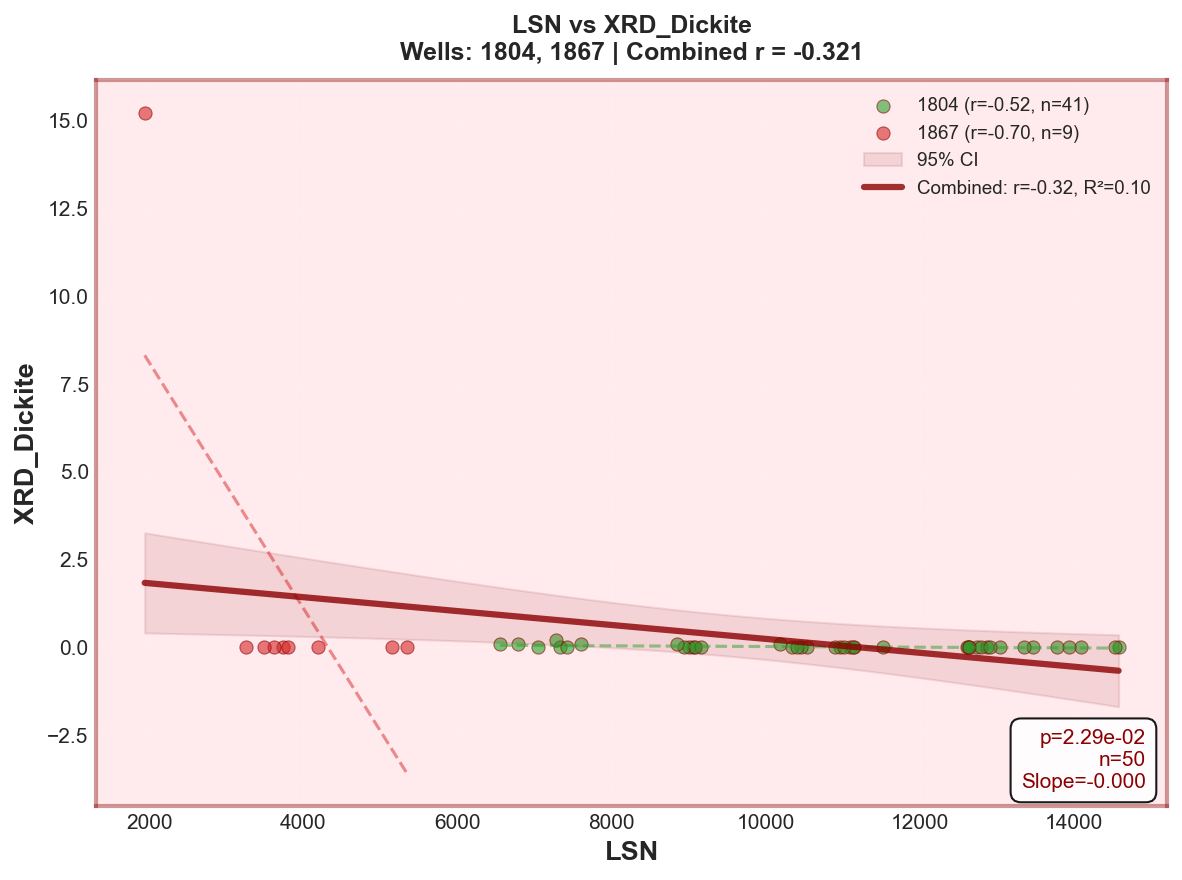 LSN vs XRD_Dickite
Wells: 1804, 1867 | Combined r = -0.321
1804 (r=-0.52, n=41)
1867 (r=-0.70, n=9)
95% CI
Combined: r=-0.32, R²=0.10
XRD_Dickite
15.0
12.5
10.0
7.5
5.0
2.5
0.0
−2.5
p=2.29e-02
n=50
Slope=-0.000
2000 4000 6000 8000 10000 12000 14000
LSN